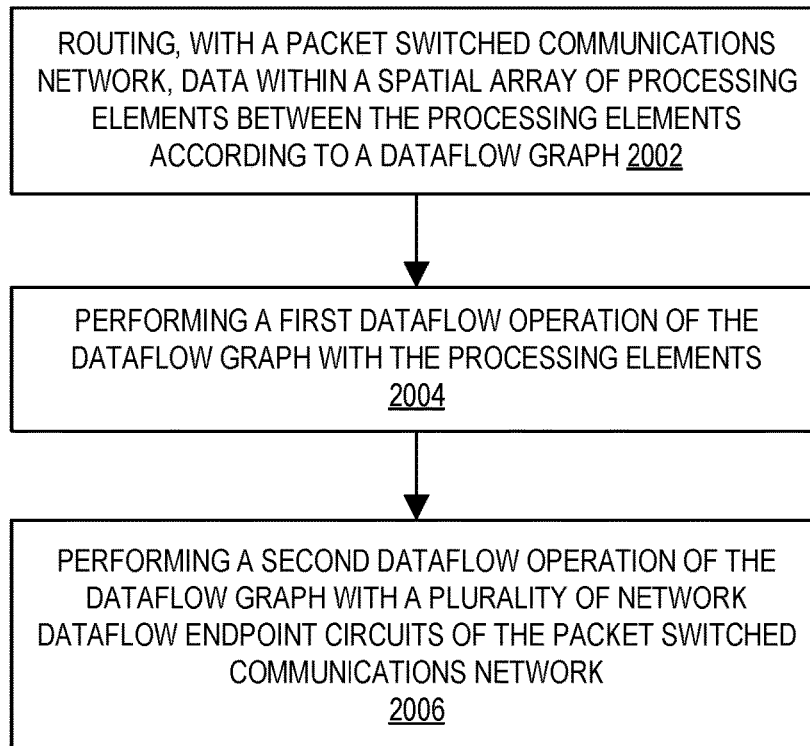 ROUTING, WITH A PACKET SWITCHED COMMUNICATIONS
NETWORK, DATA WITHIN A SPATIAL ARRAY OF PROCESSING
ELEMENTS BETWEEN THE PROCESSING ELEMENTS
ACCORDING TO A DATAFLOW GRAPH 2002
PERFORMING A FIRST DATAFLOW OPERATION OF THE
DATAFLOW GRAPH WITH THE PROCESSING ELEMENTS
2004
PERFORMING A SECOND DATAFLOW OPERATION OF THE
DATAFLOW GRAPH WITH A PLURALITY OF NETWORK
DATAFLOW ENDPOINT CIRCUITS OF THE PACKET SWITCHED
COMMUNICATIONS NETWORK
2006